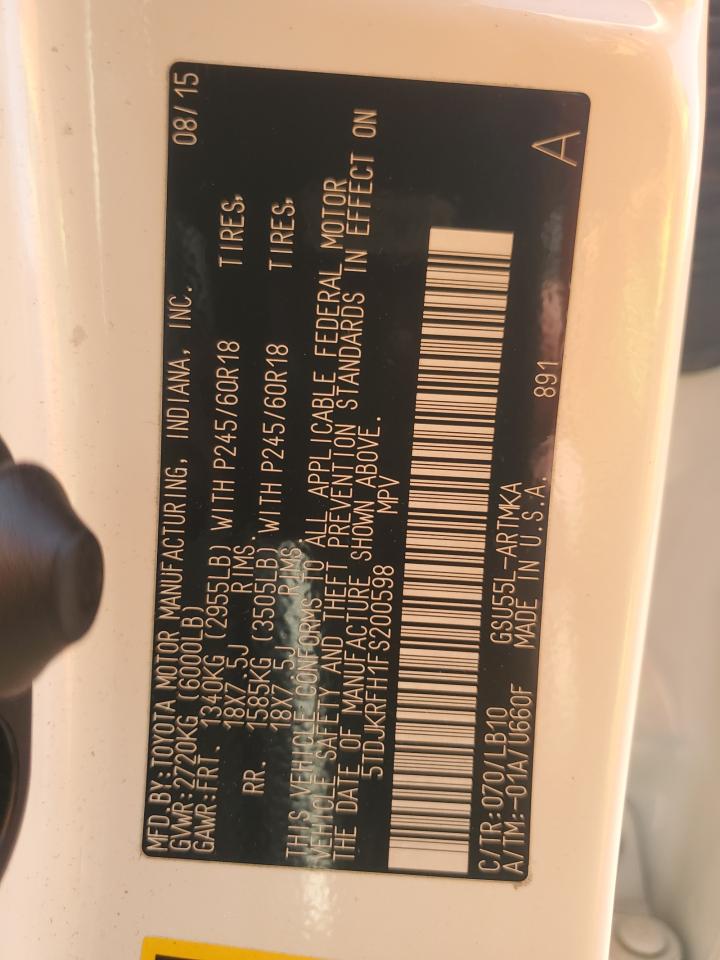 MFD.BY:TOYOTA MOTOR MANUFACTURING, INDIANA, INC. 08/15
GVWR:2720KG (6000LB)
GAWR:FRT. 1340KG (2955LB) WITH P245/60R18 TIRES,
18X7.5J RIMS.
RR. 1585KG (3505LB) WITH P245/60R18 TIRES,
18X7.5J RIMS.
THIS VEHICLE CONFORMS TO ALL APPLICABLE FEDERAL MOTOR
VEHICLE SAFETY AND THEFT PREVENTION STANDARDS IN EFFECT ON
THE DATE OF MANUFACTURE SHOWN ABOVE.
5TDJKRFH1FS200598 MPV
C/TR:070/LB10 GSU55L-ARTMKA 891 A
A/TM:-01A/U660F MADE IN U.S.A.